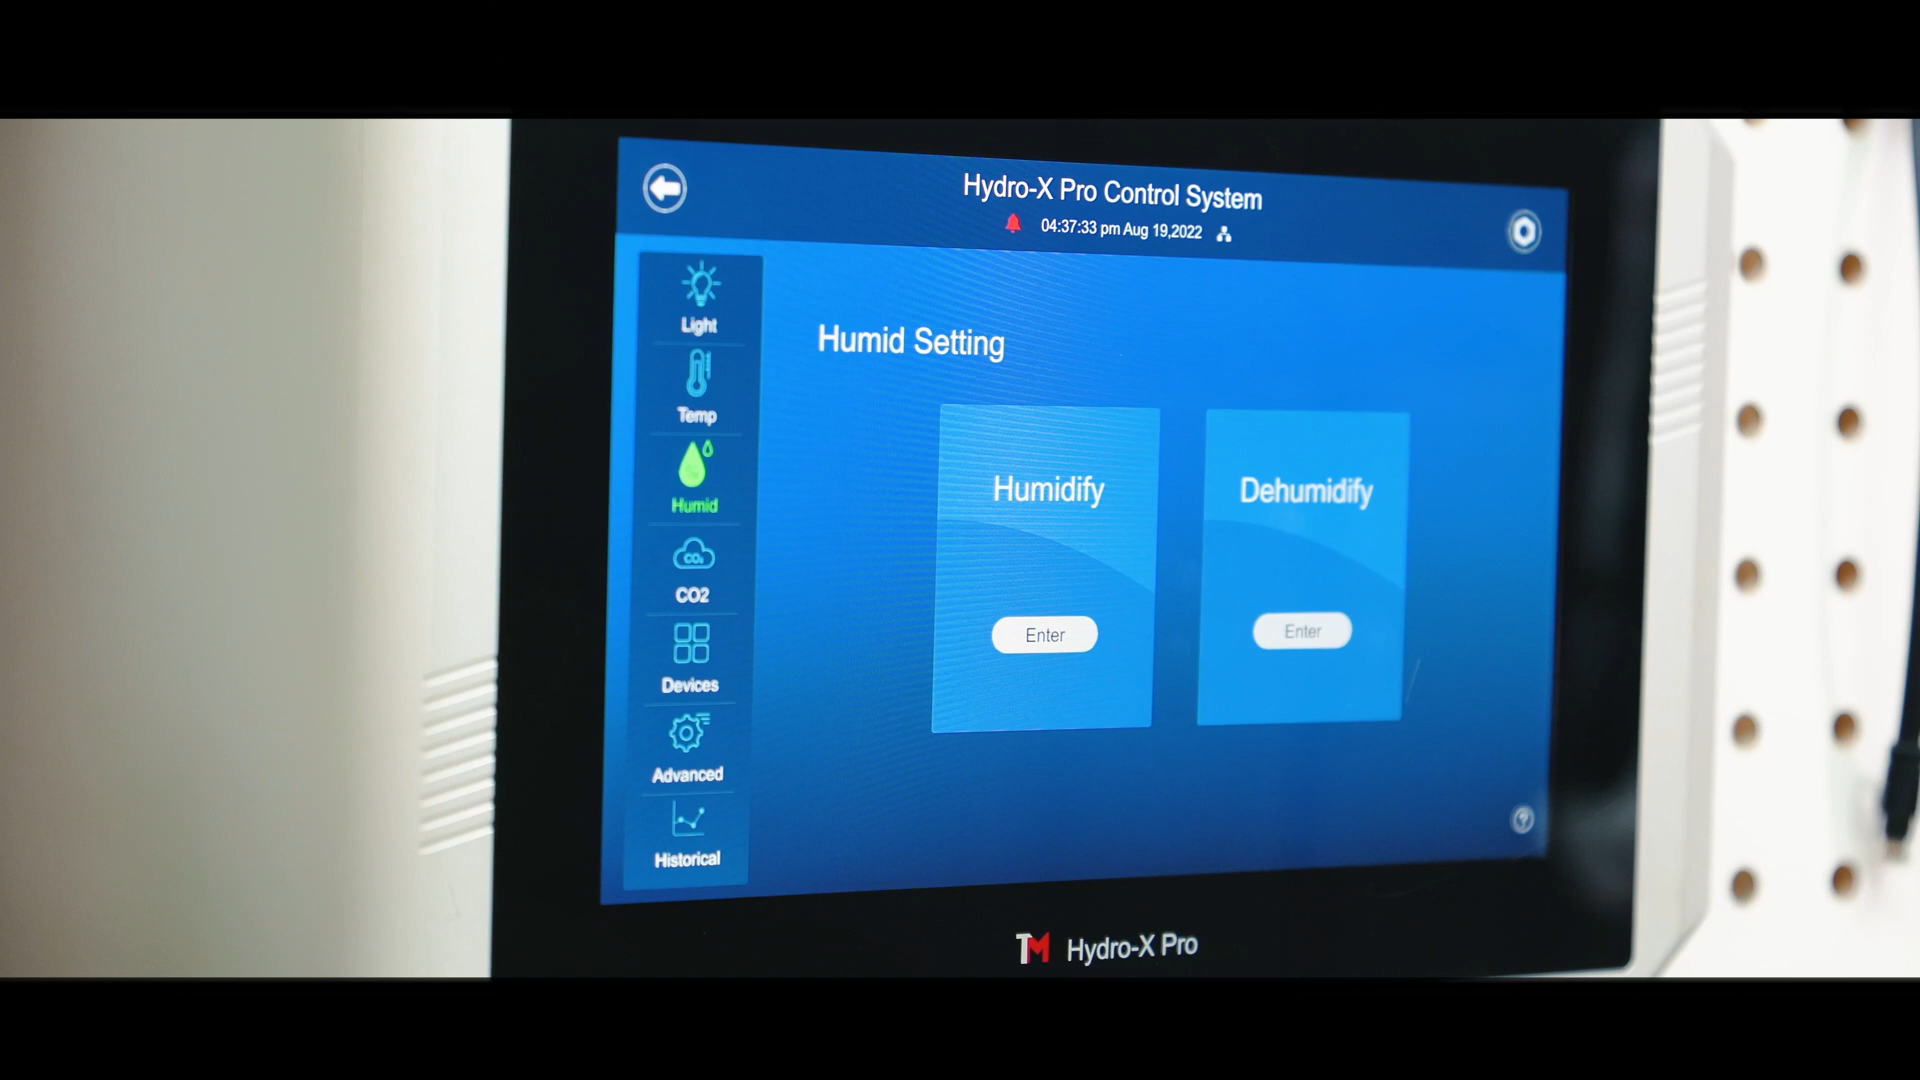 Hydro-X Pro Control System
04:37:33 pm Aug 19,2022
Light
Temp
Humid
CO2
Devices
Advanced
Historical
Humid Setting
Humidify
Enter
Dehumidify
Enter
TM Hydro-X Pro